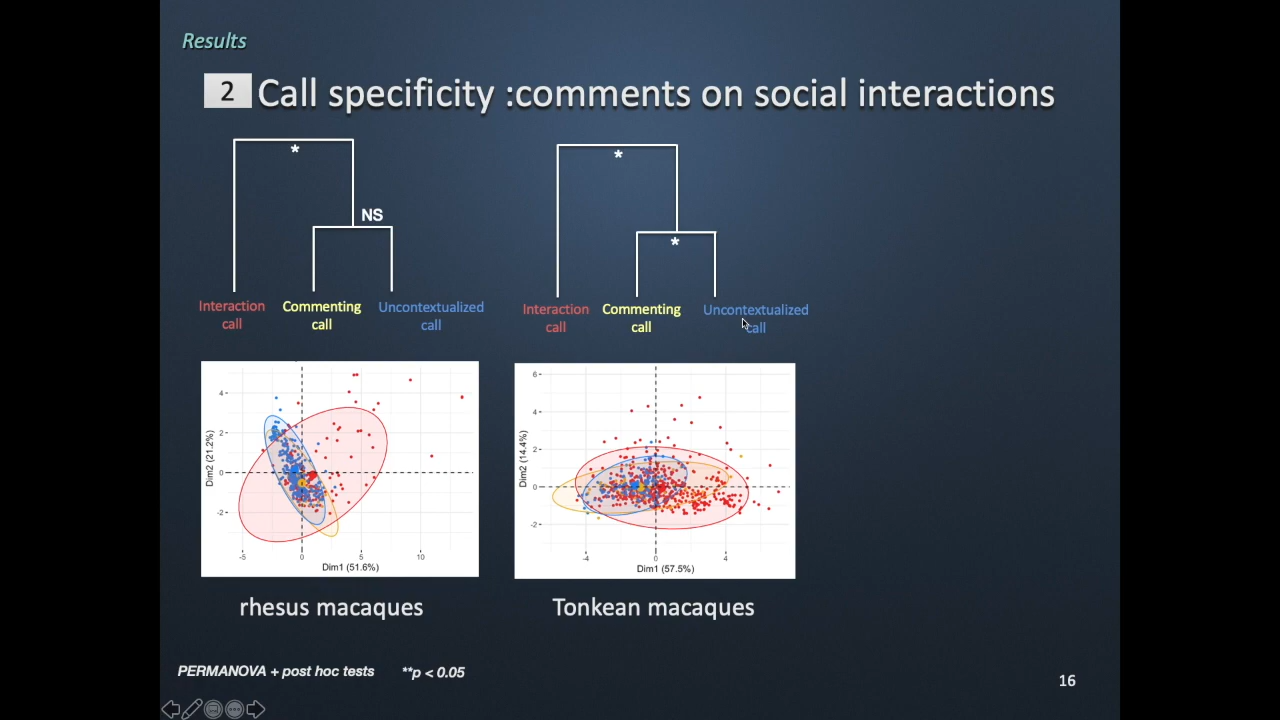 Results
2 Call specificity :comments on social interactions
*
NS
Interaction call
Commenting call
Uncontextualized call
*
*
Interaction call
Commenting call
Uncontextualized call
4
2
0
-2
Dim2 (21.2%)
-5 0 5 10
Dim1 (51.6%)
6
4
2
0
-2
Dim2 (14.4%)
-4 0 4
Dim1 (57.5%)
rhesus macaques
Tonkean macaques
PERMANOVA + post hoc tests **p < 0.05
16